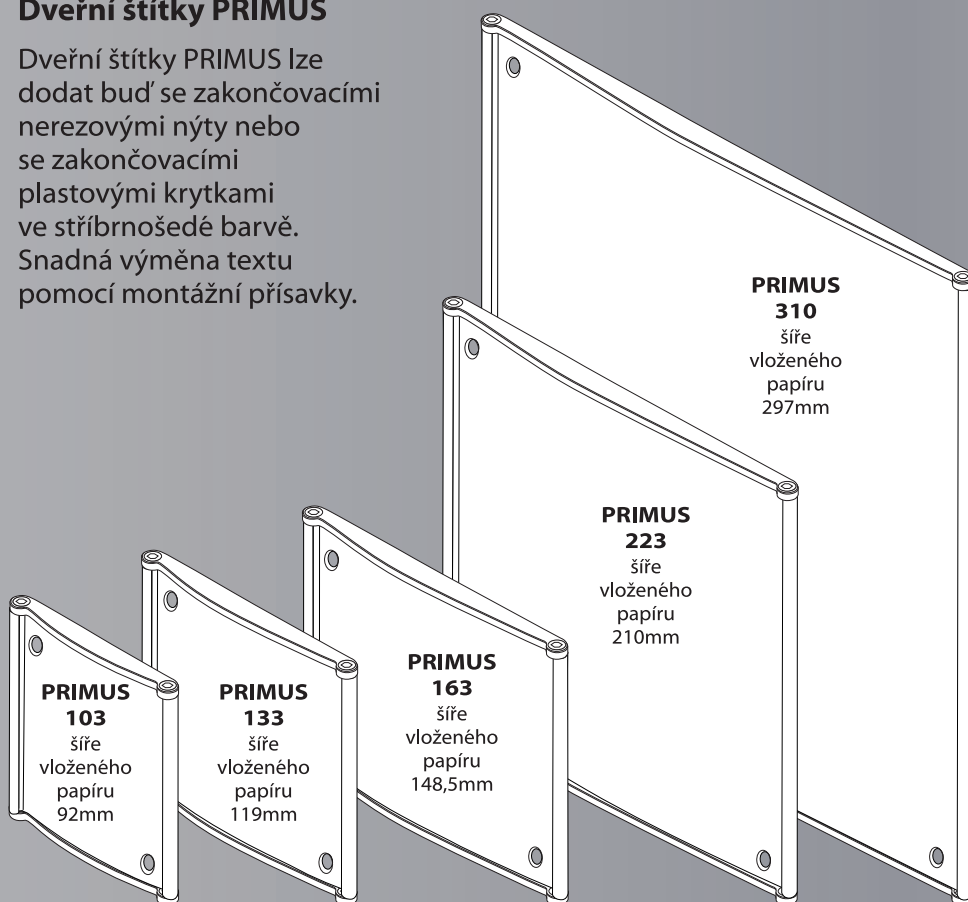 Dveřní štítky PRIMUS
Dveřní štítky PRIMUS lze
dodat buď se zakončovacími
nerezovými nýty nebo
se zakončovacími
plastovými krytkami
ve stříbrnošedé barvě.
Snadná výměna textu
pomocí montážní přísavky.
PRIMUS
310
šíře
vloženého
papíru
297mm
PRIMUS
223
šíře
vloženého
papíru
210mm
PRIMUS
163
šíře
vloženého
papíru
148,5mm
PRIMUS
133
šíře
vloženého
papíru
119mm
PRIMUS
103
šíře
vloženého
papíru
92mm